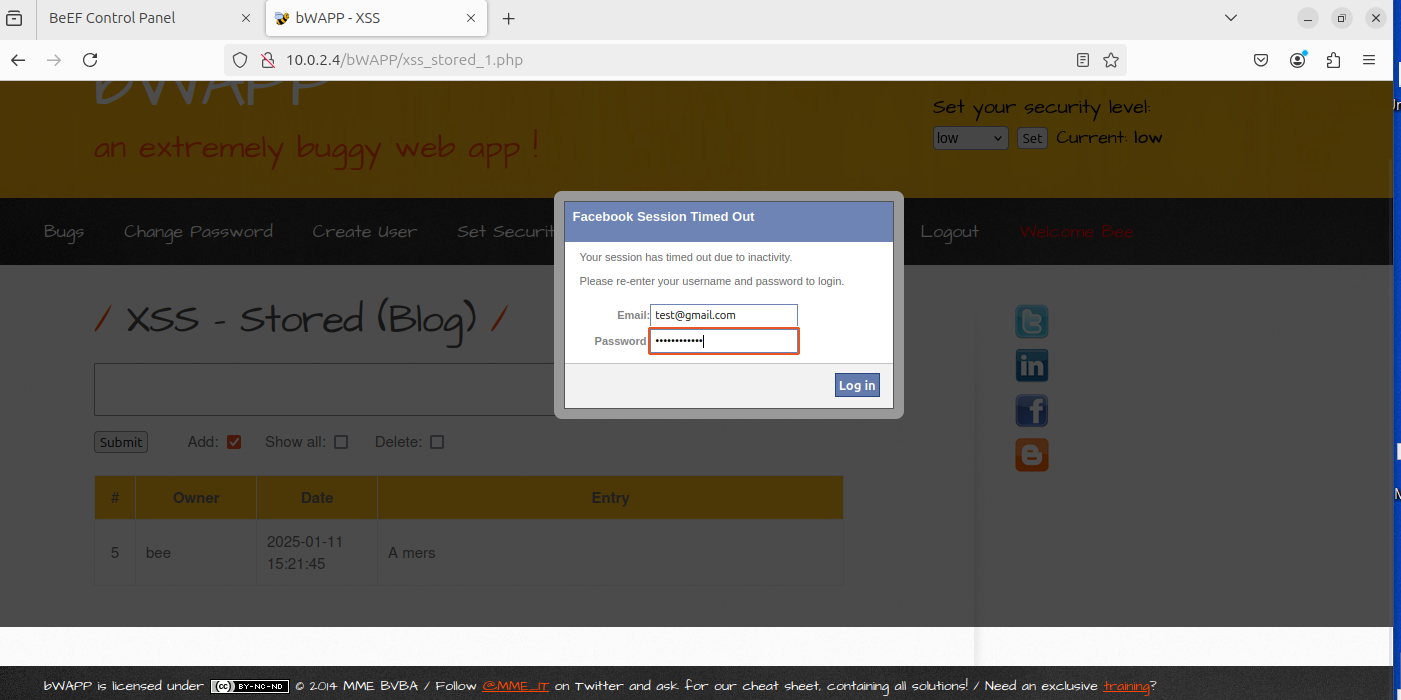 BeEF Control Panel
bWAPP - XSS
10.0.2.4/bWAPP/xss_stored_1.php
bWAPP
an extremely buggy web app !
Set your security level:
low Set Current: low
Bugs Change Password Create User Set Securit Logout Welcome Bee
Facebook Session Timed Out
Your session has timed out due to inactivity.
Please re-enter your username and password to login.
Email: test@gmail.com
Password ••••••••••••
Log in
/ XSS - Stored (Blog) /
Submit Add: Show all: Delete:
# Owner Date Entry
5 bee 2025-01-11 A mers
15:21:45
bWAPP is licensed under (cc) BY-NC-ND © 2014 MME BVBA / Follow @MME_IT on Twitter and ask for our cheat sheet, containing all solutions! / Need an exclusive training?